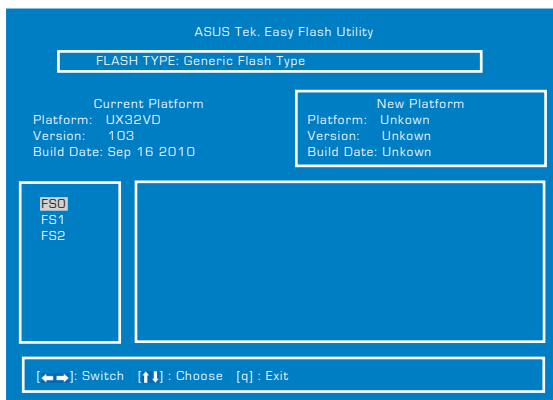 ASUS Tek. Easy Flash Utility
FLASH TYPE: Generic Flash Type
Current Platform
Platform: UX32VD
Version: 103
Build Date: Sep 16 2010
New Platform
Platform: Unkown
Version: Unkown
Build Date: Unkown
FS0
FS1
FS2
[←→]: Switch [↑↓] : Choose [q] : Exit